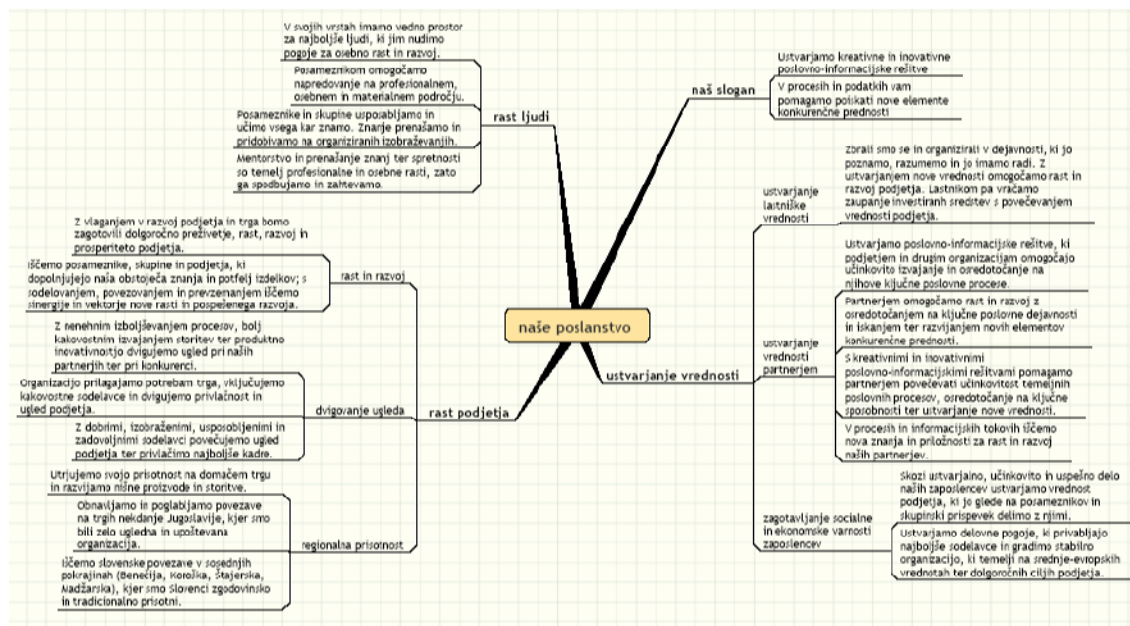 V svojih vrstah imamo vedno prostor
za najboljše ljudi, ki jim nudimo
pogoje za osebno rast in razvoj.
Posameznikom omogočamo
napredovanje na profesionalnem,
osebnem in materialnem področju.
Posameznike in skupine usposabljamo in
učimo vsega kar znamo. Znanje prenašamo in
pridobivamo na organiziranih izobraževanjih.
Mentorstvo in prenašanje znanj ter spretnosti
so temelj profesionalne in osebne rasti, zato
ga spodbujamo in zahtevamo.
rast ljudi
Z vlaganjem v razvoj podjetja in trga bomo
zagotovili dolgoročno preživetje, rast, razvoj in
prosperiteto podjetja.
Iščemo posameznike, skupine in podjetja, ki
dopolnjujejo naša obstoječa znanja in potfelj izdelkov; s
sodelovanjem, povezovanjem in prevzemanjem iščemo
sinergije in vektorje nove rasti in pospešenega razvoja.
rast in razvoj
Z nenehnim izboljševanjem procesov, bolj
kakovostnim izvajanjem storitev ter produktno
inovativnostjo dvigujemo ugled pri naših
partnerjih ter pri konkurenci.
Organizacijo prilagajamo potrebam trga, vključujemo
kakovostne sodelavce in dvigujemo privlačnost in
ugled podjetja.
Z dobrimi, izobraženimi, usposobljenimi in
zadovoljnimi sodelavci povečujemo ugled
podjetja ter privlačimo najboljše kadre.
dvigovanje ugleda
Utrjujemo svojo prisotnost na domačem trgu
in razvijamo nišne proizvode in storitve.
Obnavljamo in poglabljamo povezave
na trgih nekdanje Jugoslavije, kjer smo
bili zelo ugledna in upoštevana
organizacija.
Iščemo slovenske povezave v sosednjih
pokrajinah (Benečija, Koroška, Štajerska,
Madžarska), kjer smo Slovenci zgodovinsko
in tradicionalno prisotni.
regionalna prisotnost
rast podjetja
naše poslanstvo
naš slogan
Ustvarjamo kreativne in inovativne
poslovno-informacijske rešitve
V procesih in podatkih vam
pomagamo poiskati nove elemente
konkurenčne prednosti
ustvarjanje vrednosti
ustvarjanje
lastniške
vrednosti
Zbrali smo se in organizirali v dejavnosti, ki jo
poznamo, razumemo in jo imamo radi. Z
ustvarjanjem nove vrednosti omogočamo rast in
razvoj podjetja. Lastnikom pa vračamo
zaupanje investiranih sredstev s povečevanjem
vrednosti podjetja.
ustvarjanje
vrednosti
partnerjem
Ustvarjamo poslovno-informacijske rešitve, ki
podjetjem in drugim organizacijam omogočajo
učinkovito izvajanje in osredotočanje na
njihove ključne poslovne procese.
Partnerjem omogočamo rast in razvoj z
osredotočanjem na ključne poslovne dejavnosti
in iskanjem ter razvijanjem novih elementov
konkurenčne prednosti.
S kreativnimi in inovativnimi
poslovno-informacijskimi rešitvami pomagamo
partnerjem povečevati učinkovitost temeljnih
poslovnih procesov, osredotočanje na ključne
sposobnosti ter ustvarjanje nove vrednosti.
V procesih in informacijskih tokovih iščemo
nova znanja in priložnosti za rast in razvoj
naših partnerjev.
zagotavljanje socialne
in ekonomske varnosti
zaposlencev
Skozi ustvarjalno, učinkovito in uspešno delo
naših zaposlencev ustvarjamo vrednost
podjetja, ki jo glede na posameznikov in
skupinski prispevek delimo z njimi.
Ustvarjamo delovne pogoje, ki privabljajo
najboljše sodelavce in gradimo stabilno
organizacijo, ki temelji na srednje-evropskih
vrednotah ter dolgoročnih ciljih podjetja.